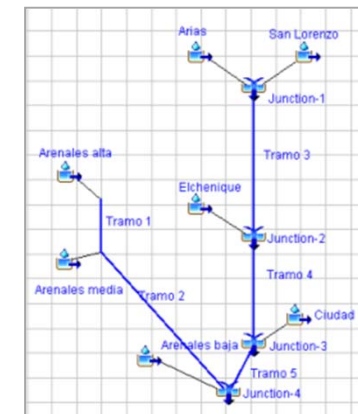 Arias
San Lorenzo
Junction-1
Arenales alta
Tramo 3
Elchenique
Tramo 1
Junction-2
Tramo 4
Arenales media
Tramo 2
Ciudad
Arenales baja
Junction-3
Tramo 5
Junction-4